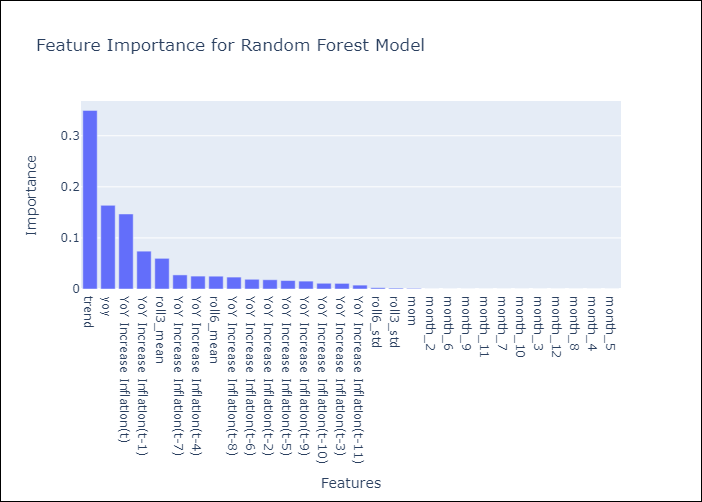 Feature Importance for Random Forest Model
Importance
0.3
0.2
0.1
0
trend
yoy
YoY Increase Inflation(t)
YoY Increase Inflation(t-1)
roll3_mean
YoY Increase Inflation(t-7)
YoY Increase Inflation(t-4)
roll6_mean
YoY Increase Inflation(t-8)
YoY Increase Inflation(t-6)
YoY Increase Inflation(t-2)
YoY Increase Inflation(t-5)
YoY Increase Inflation(t-9)
YoY Increase Inflation(t-10)
YoY Increase Inflation(t-3)
YoY Increase Inflation(t-11)
roll6_std
roll3_std
mom
month_2
month_6
month_9
month_11
month_7
month_10
month_3
month_12
month_8
month_4
month_5
Features